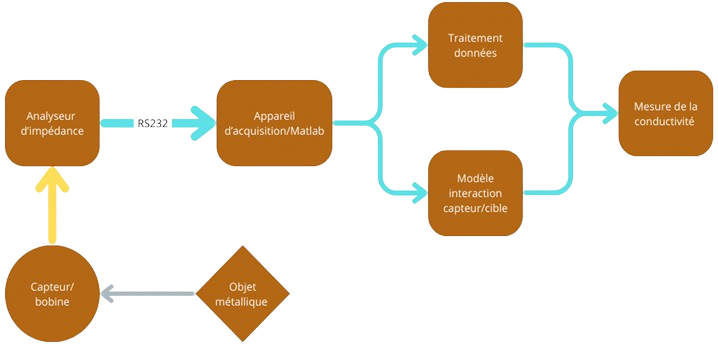 Traitement
données
Analyseur
d'impédance
RS232
Appareil
d'acquisition/Matlab
Mesure de la
conductivité
Modèle
interaction
capteur/cible
Capteur/
bobine
Objet
métallique